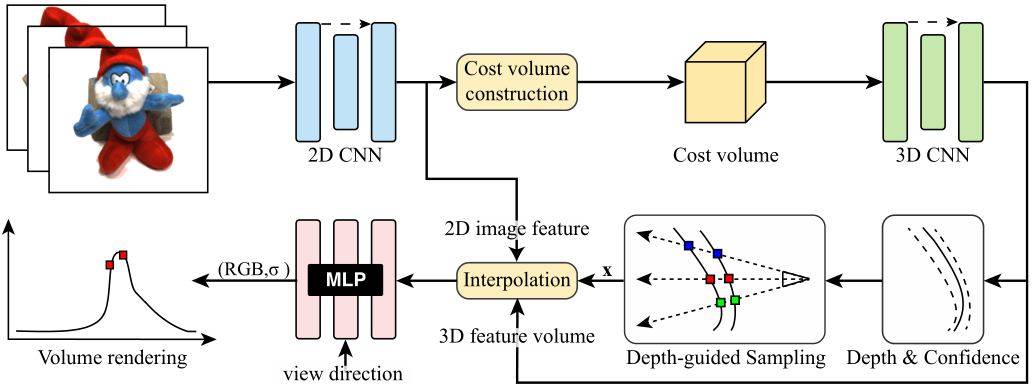 Cost volume
construction
2D CNN
Cost volume
3D CNN
2D image feature
(RGB,σ)
MLP
Interpolation
x
3D feature volume
Volume rendering
view direction
Depth-guided Sampling
Depth & Confidence